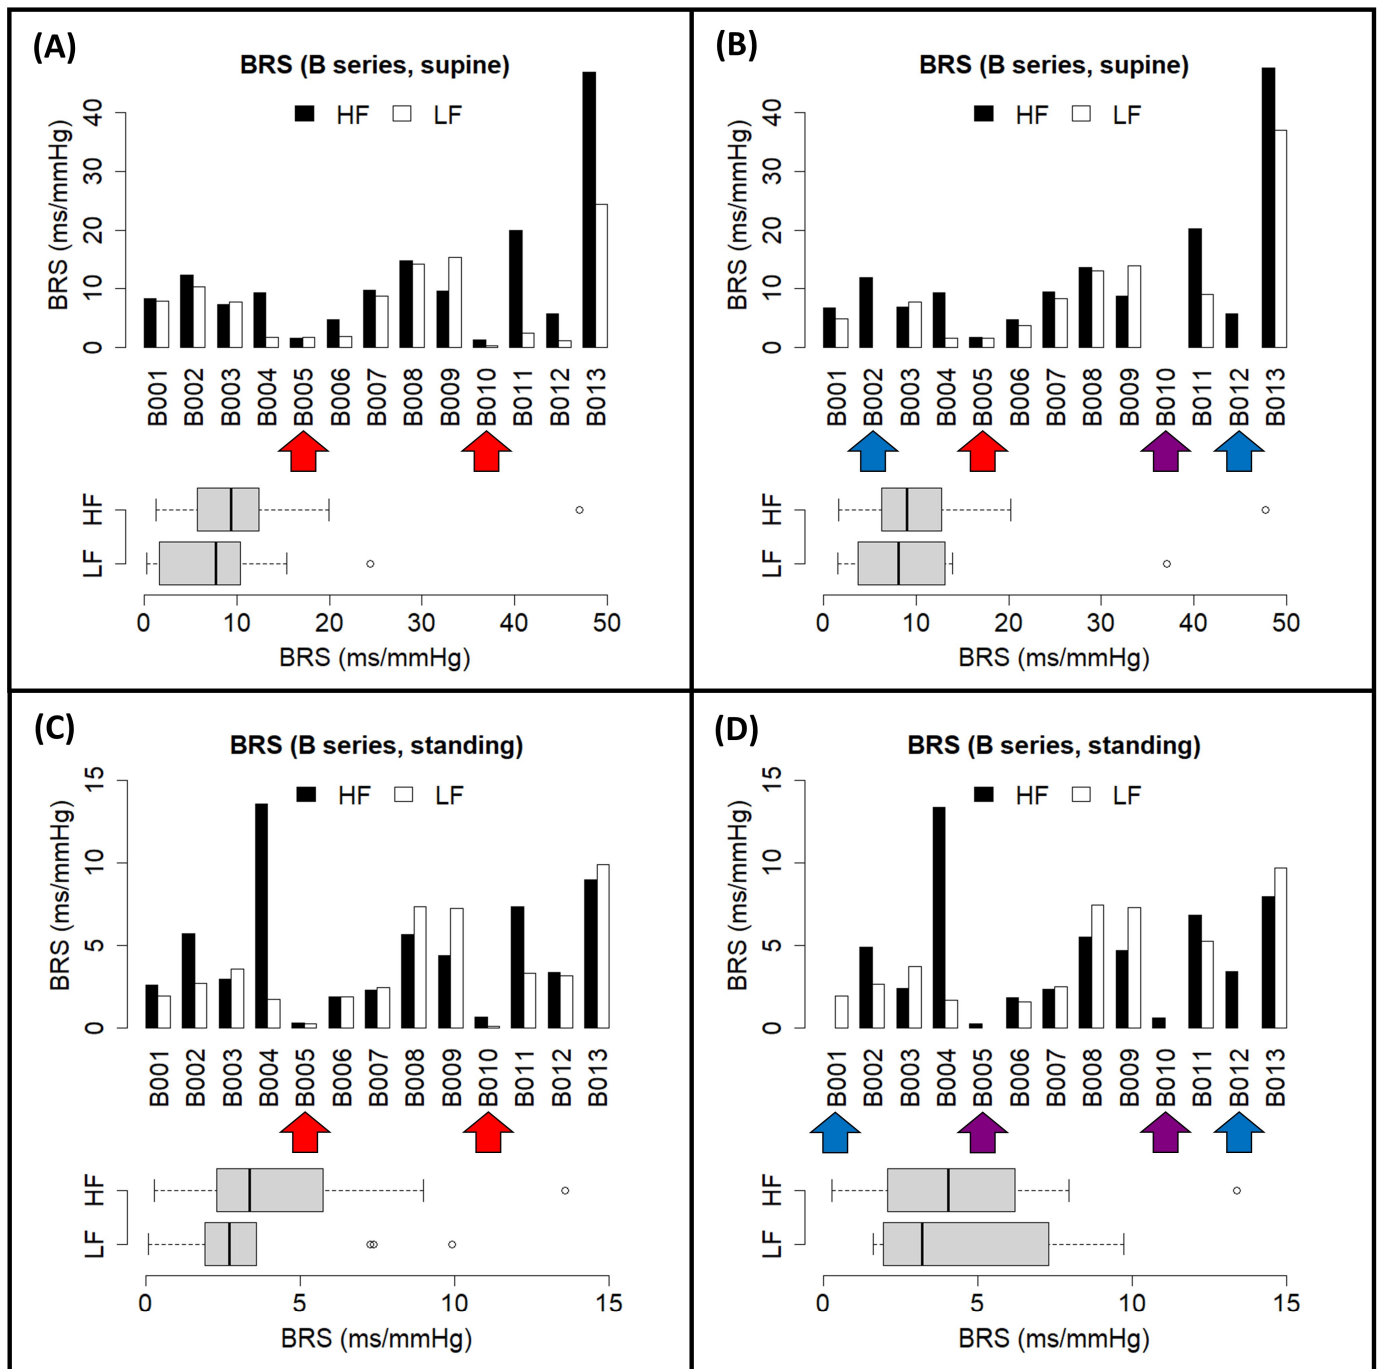 (A)
BRS (B series, supine)
HF LF
BRS (ms/mmHg)
0 10 20 30 40
B001 B002 B003 B004 B005 B006 B007 B008 B009 B010 B011 B012 B013
HF
LF
0 10 20 30 40 50
BRS (ms/mmHg)
(B)
BRS (B series, supine)
HF LF
BRS (ms/mmHg)
0 10 20 30 40
B001 B002 B003 B004 B005 B006 B007 B008 B009 B010 B011 B012 B013
HF
LF
0 10 20 30 40 50
BRS (ms/mmHg)
(C)
BRS (B series, standing)
HF LF
BRS (ms/mmHg)
0 5 10 15
B001 B002 B003 B004 B005 B006 B007 B008 B009 B010 B011 B012 B013
HF
LF
0 5 10 15
BRS (ms/mmHg)
(D)
BRS (B series, standing)
HF LF
BRS (ms/mmHg)
0 5 10 15
B001 B002 B003 B004 B005 B006 B007 B008 B009 B010 B011 B012 B013
HF
LF
0 5 10 15
BRS (ms/mmHg)